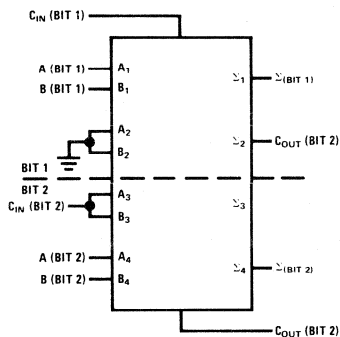 C_IN (BIT 1)
A (BIT 1) A₁ Σ₁ Σ(BIT 1)
B (BIT 1) B₁
A₂ Σ₂ C_OUT (BIT 2)
B₂
BIT 1
BIT 2
A₃ Σ₃
C_IN (BIT 2)
B₃
A (BIT 2) A₄ Σ₄ Σ(BIT 2)
B (BIT 2) B₄
C_OUT (BIT 2)